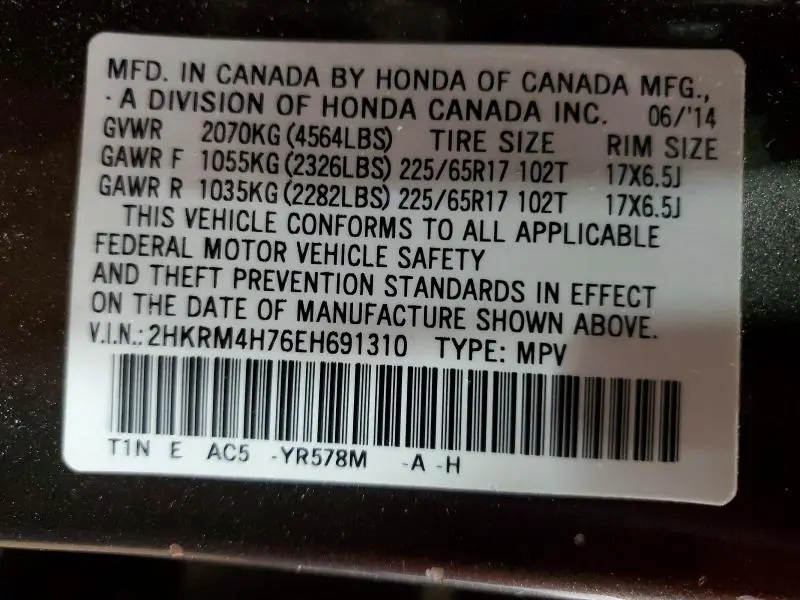 MFD. IN CANADA BY HONDA OF CANADA MFG.,
· A DIVISION OF HONDA CANADA INC. 06/'14
GVWR 2070KG (4564LBS) TIRE SIZE RIM SIZE
GAWR F 1055KG (2326LBS) 225/65R17 102T 17X6.5J
GAWR R 1035KG (2282LBS) 225/65R17 102T 17X6.5J
THIS VEHICLE CONFORMS TO ALL APPLICABLE
FEDERAL MOTOR VEHICLE SAFETY
AND THEFT PREVENTION STANDARDS IN EFFECT
ON THE DATE OF MANUFACTURE SHOWN ABOVE.
V.I.N.: 2HKRM4H76EH691310 TYPE: MPV
T1N E AC5 -YR578M -A -H